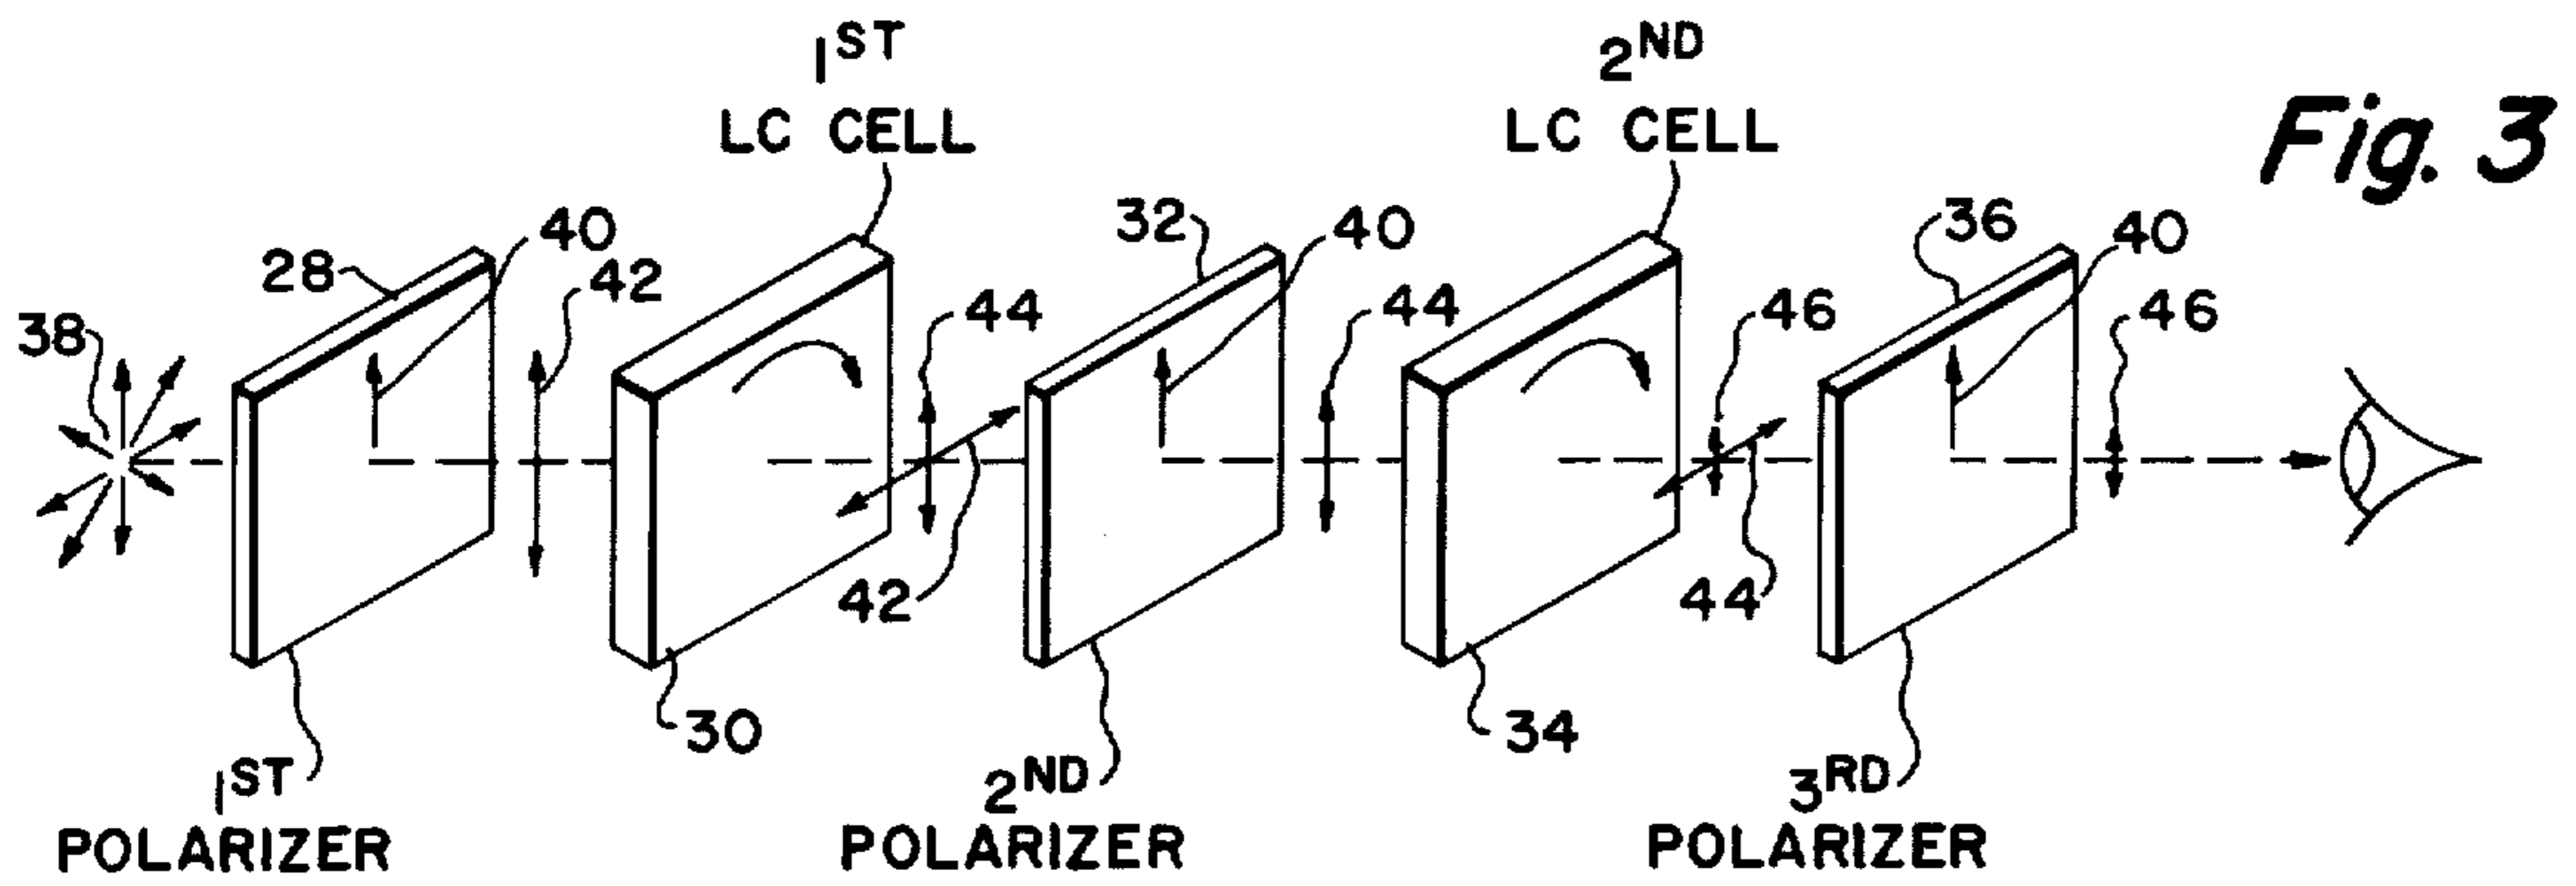 1ST
LC CELL
2ND
LC CELL
Fig. 3
28
40
42
32
40
36
40
38
44
44
46
46
42
44
30
34
1ST
POLARIZER
2ND
POLARIZER
3RD
POLARIZER